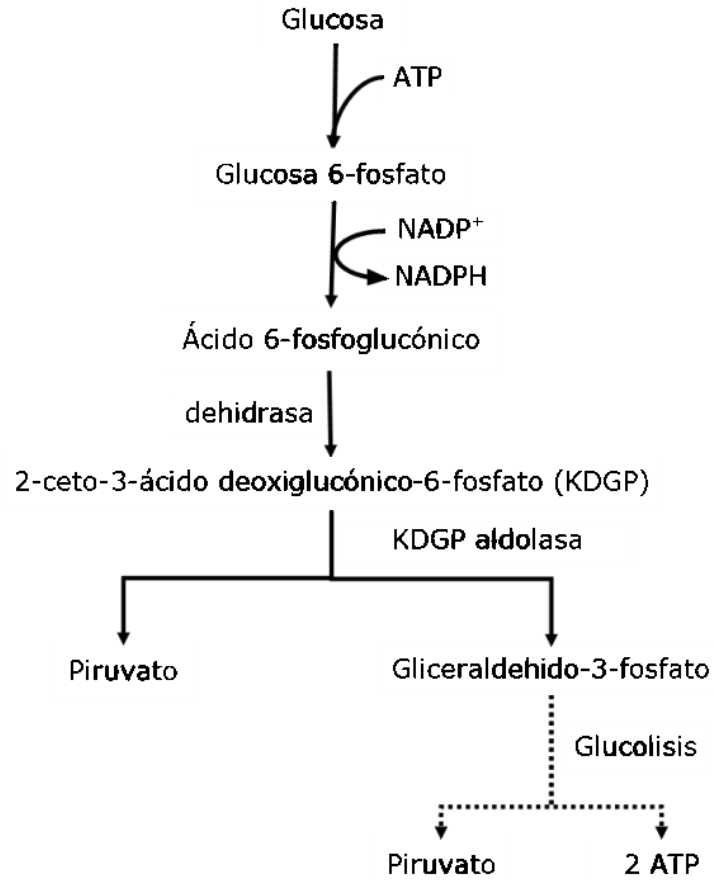 Glucosa
ATP
Glucosa 6-fosfato
NADP⁺
NADPH
Ácido 6-fosfoglucónico
dehidrasa
2-ceto-3-ácido deoxiglucónico-6-fosfato (KDGP)
KDGP aldolasa
Piruvato
Gliceraldehido-3-fosfato
Glucolisis
Piruvato
2 ATP